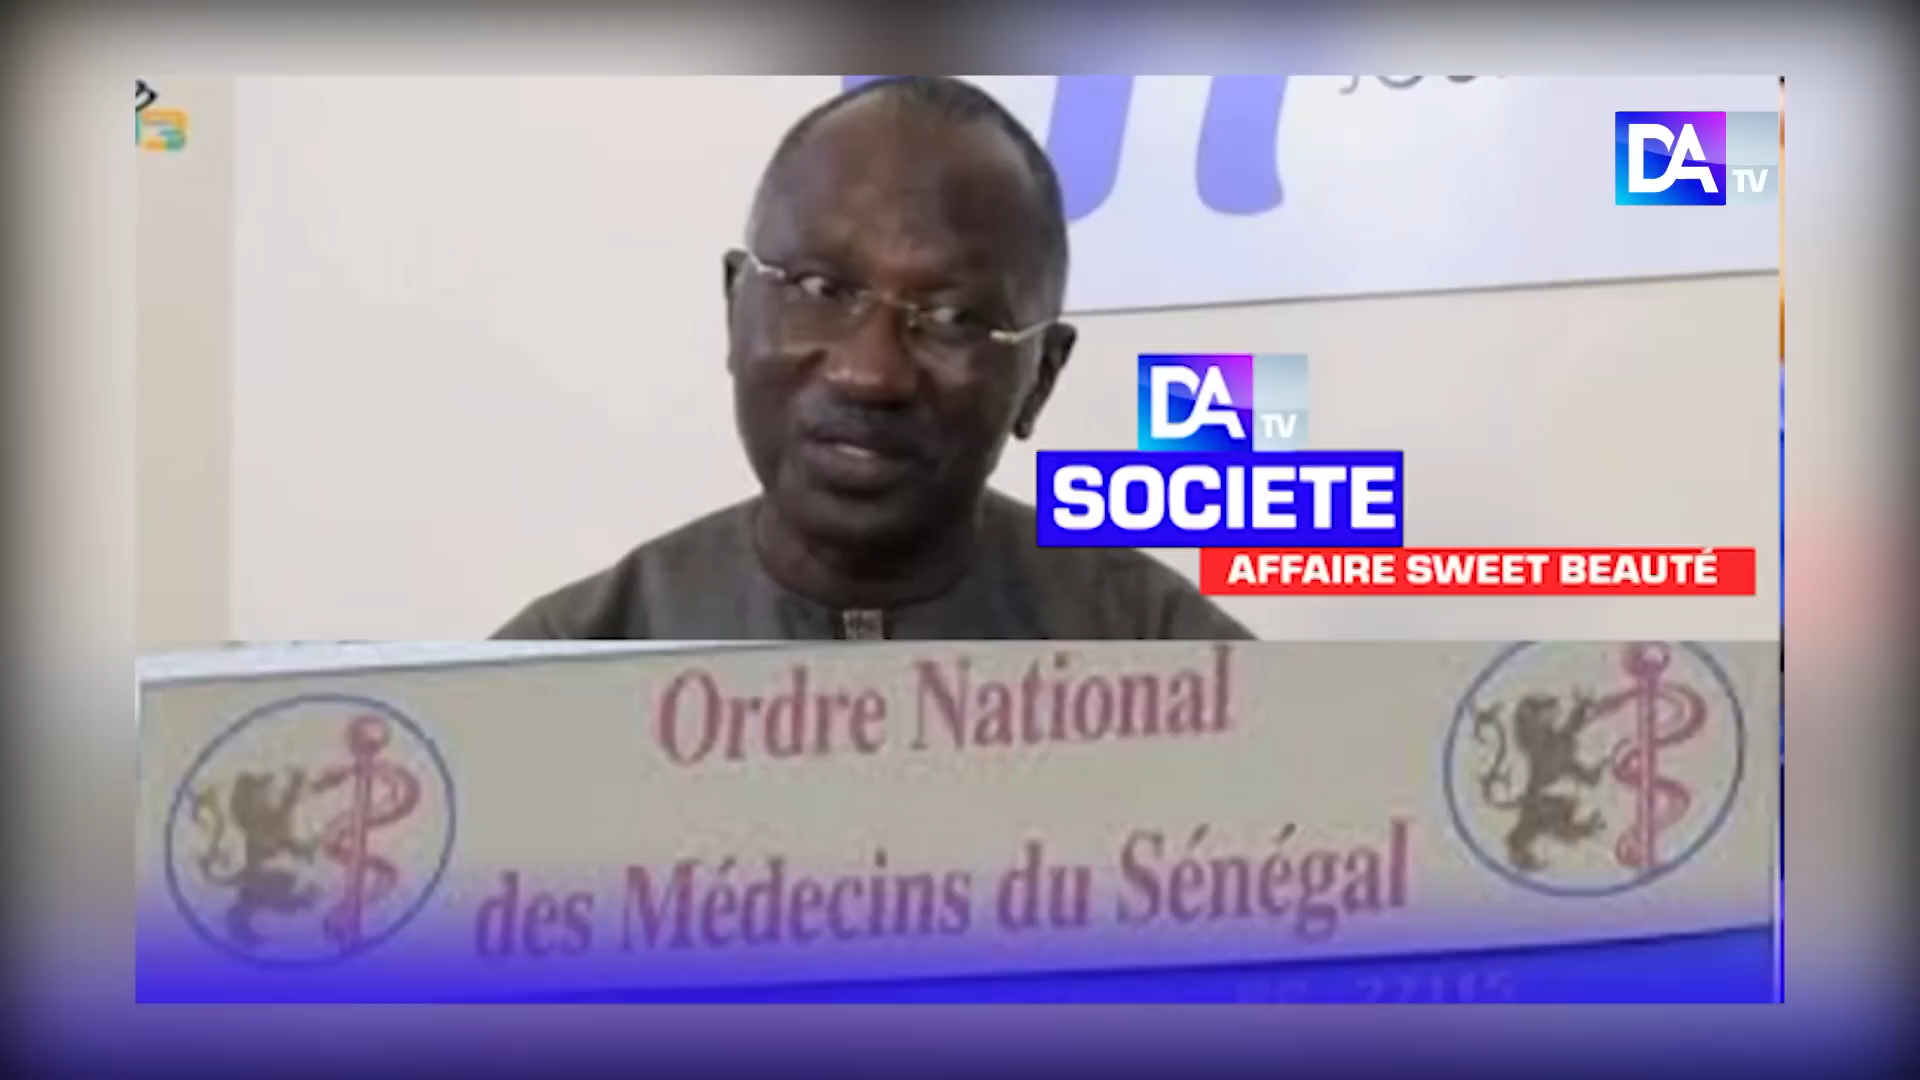 DA TV
DA TV
SOCIETE
AFFAIRE SWEET BEAUTÉ
Ordre National
des Médecins du Sénégal